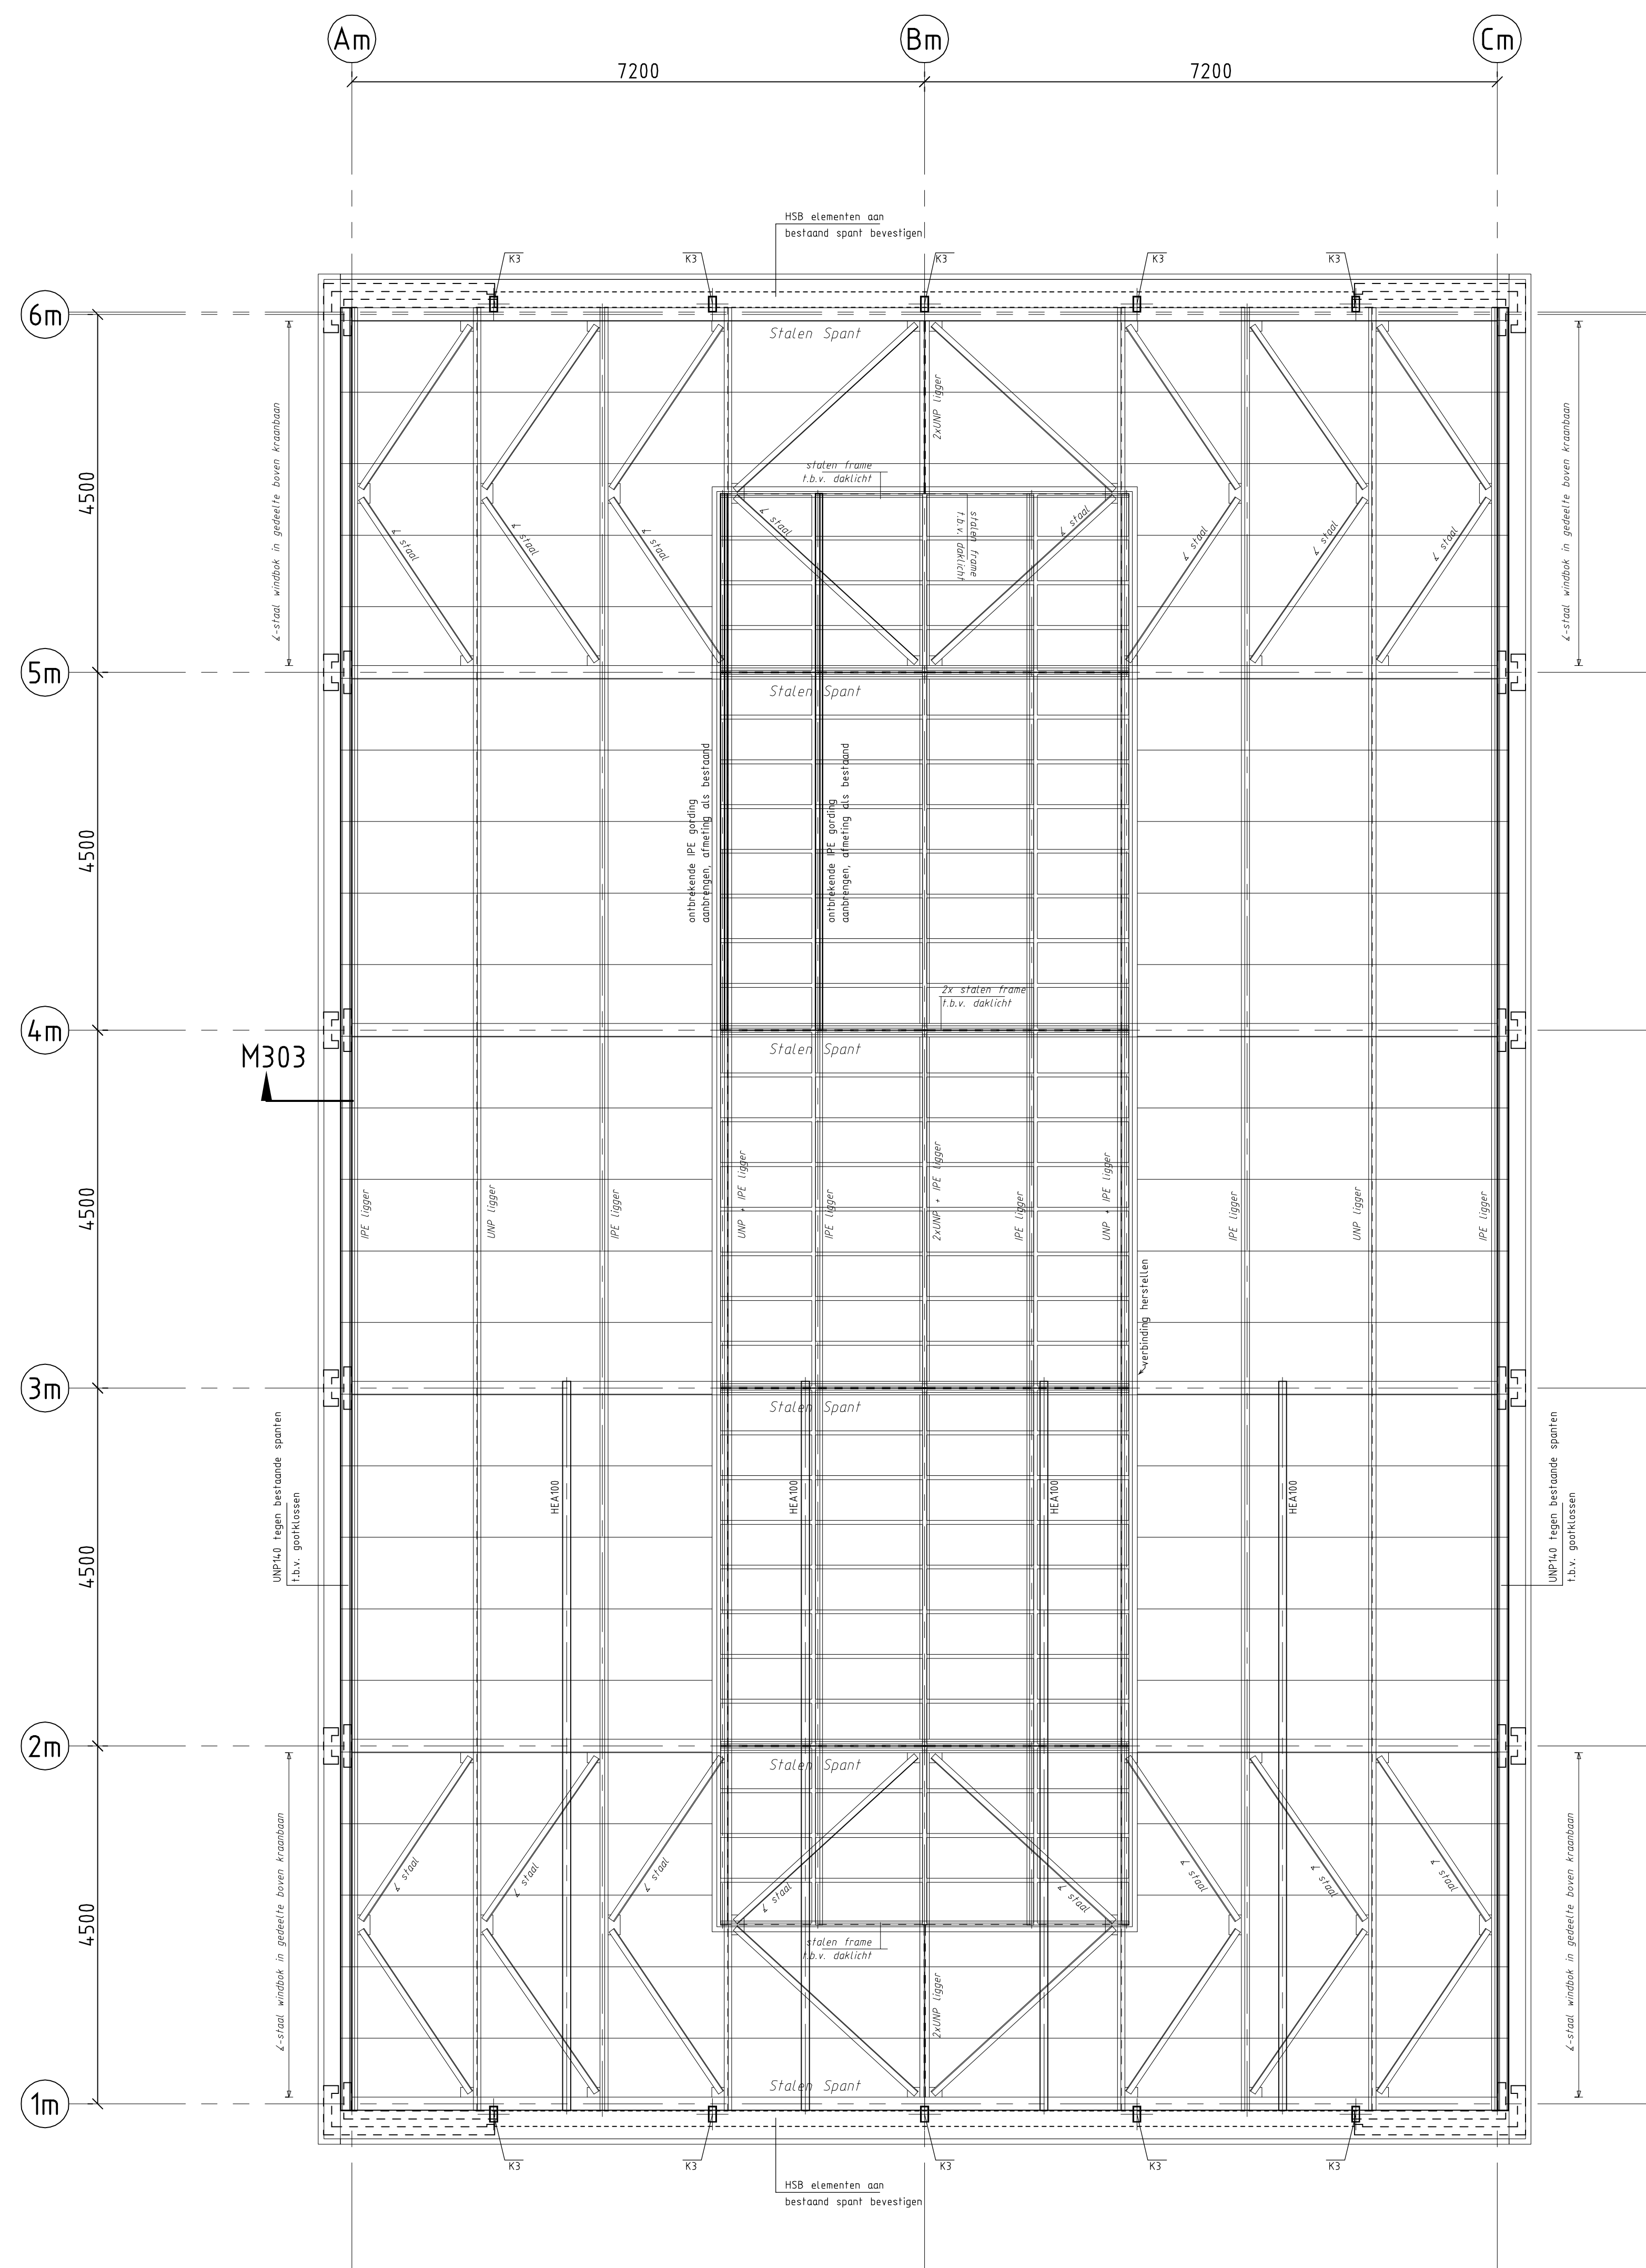 Am
Bm
Cm
7200
7200
HSB elementen aan
bestaand spant bevestigen
K3
K3
K3
K3
K3
6m
Stalen Spant
2xUNP ligger
∡-staal windbok in gedeelte boven kraanbaan
∡-staal windbok in gedeelte boven kraanbaan
stalen frame
t.b.v. daklicht
4500
∡ staal
∡ staal
∡ staal
∡ staal
stalen frame
t.b.v. daklicht
∡ staal
∡ staal
∡ staal
∡ staal
5m
Stalen Spant
ontbrekende IPE gording
aanbrengen, afmeting als bestaand
ontbrekende IPE gording
aanbrengen, afmeting als bestaand
4500
2x stalen frame
t.b.v. daklicht
4m
Stalen Spant
M303
4500
IPE ligger
UNP ligger
IPE ligger
UNP + IPE ligger
IPE ligger
2xUNP + IPE ligger
IPE ligger
UNP + IPE ligger
IPE ligger
UNP ligger
IPE ligger
verbinding herstellen
3m
Stalen Spant
UNP140 tegen bestaande spanten
t.b.v. gootklossen
HEA100
HEA100
HEA100
HEA100
UNP140 tegen bestaande spanten
t.b.v. gootklossen
4500
2m
Stalen Spant
∡-staal windbok in gedeelte boven kraanbaan
∡-staal windbok in gedeelte boven kraanbaan
∡ staal
∡ staal
∡ staal
∡ staal
∡ staal
∡ staal
∡ staal
∡ staal
4500
stalen frame
t.b.v. daklicht
2xUNP ligger
Stalen Spant
1m
K3
K3
K3
K3
K3
HSB elementen aan
bestaand spant bevestigen